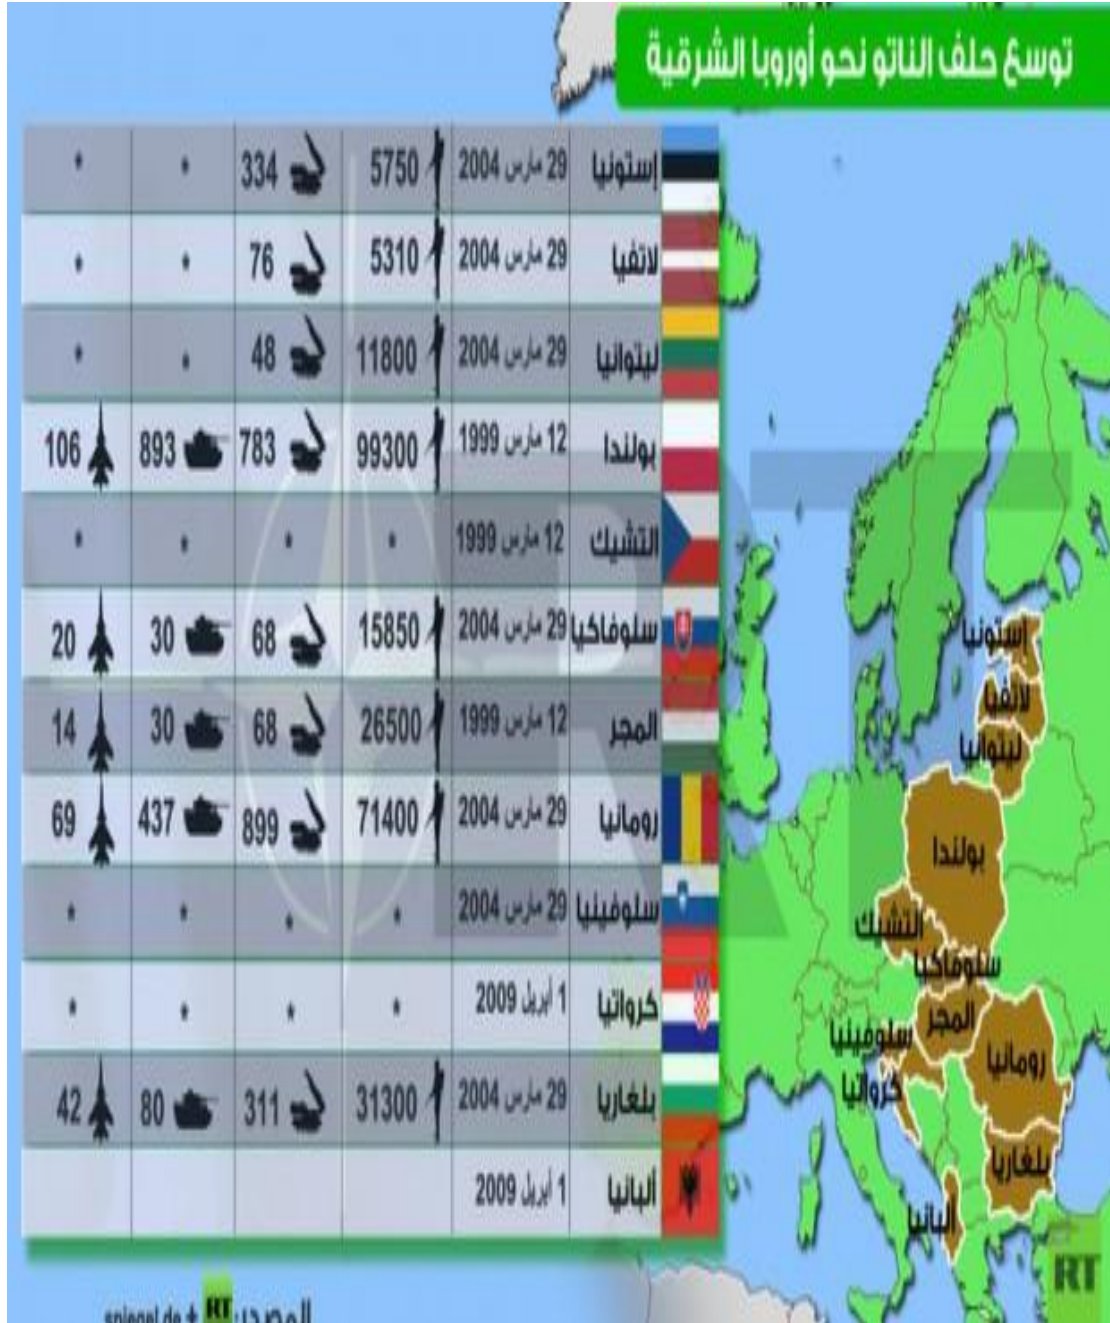 توسع حلف الناتو نحو أوروبا الشرقية
إستونيا 29 مارس 2004 5750 334 * *
لاتفيا 29 مارس 2004 5310 76 * *
ليتوانيا 29 مارس 2004 11800 48 * *
بولندا 12 مارس 1999 99300 783 893 106
التشيك 12 مارس 1999 * * * *
سلوفاكيا 29 مارس 2004 15850 68 30 20
المجر 12 مارس 1999 26500 68 30 14
رومانيا 29 مارس 2004 71400 899 437 69
سلوفينيا 29 مارس 2004 * * * *
كرواتيا 1 أبريل 2009 * * * *
بلغاريا 29 مارس 2004 31300 311 80 42
ألبانيا 1 أبريل 2009
إستونيا
لاتفيا
ليتوانيا
بولندا
التشيك
سلوفاكيا
المجر
سلوفينيا
رومانيا
كرواتيا
بلغاريا
ألبانيا
RT
المصدر: RT + spiegel.de